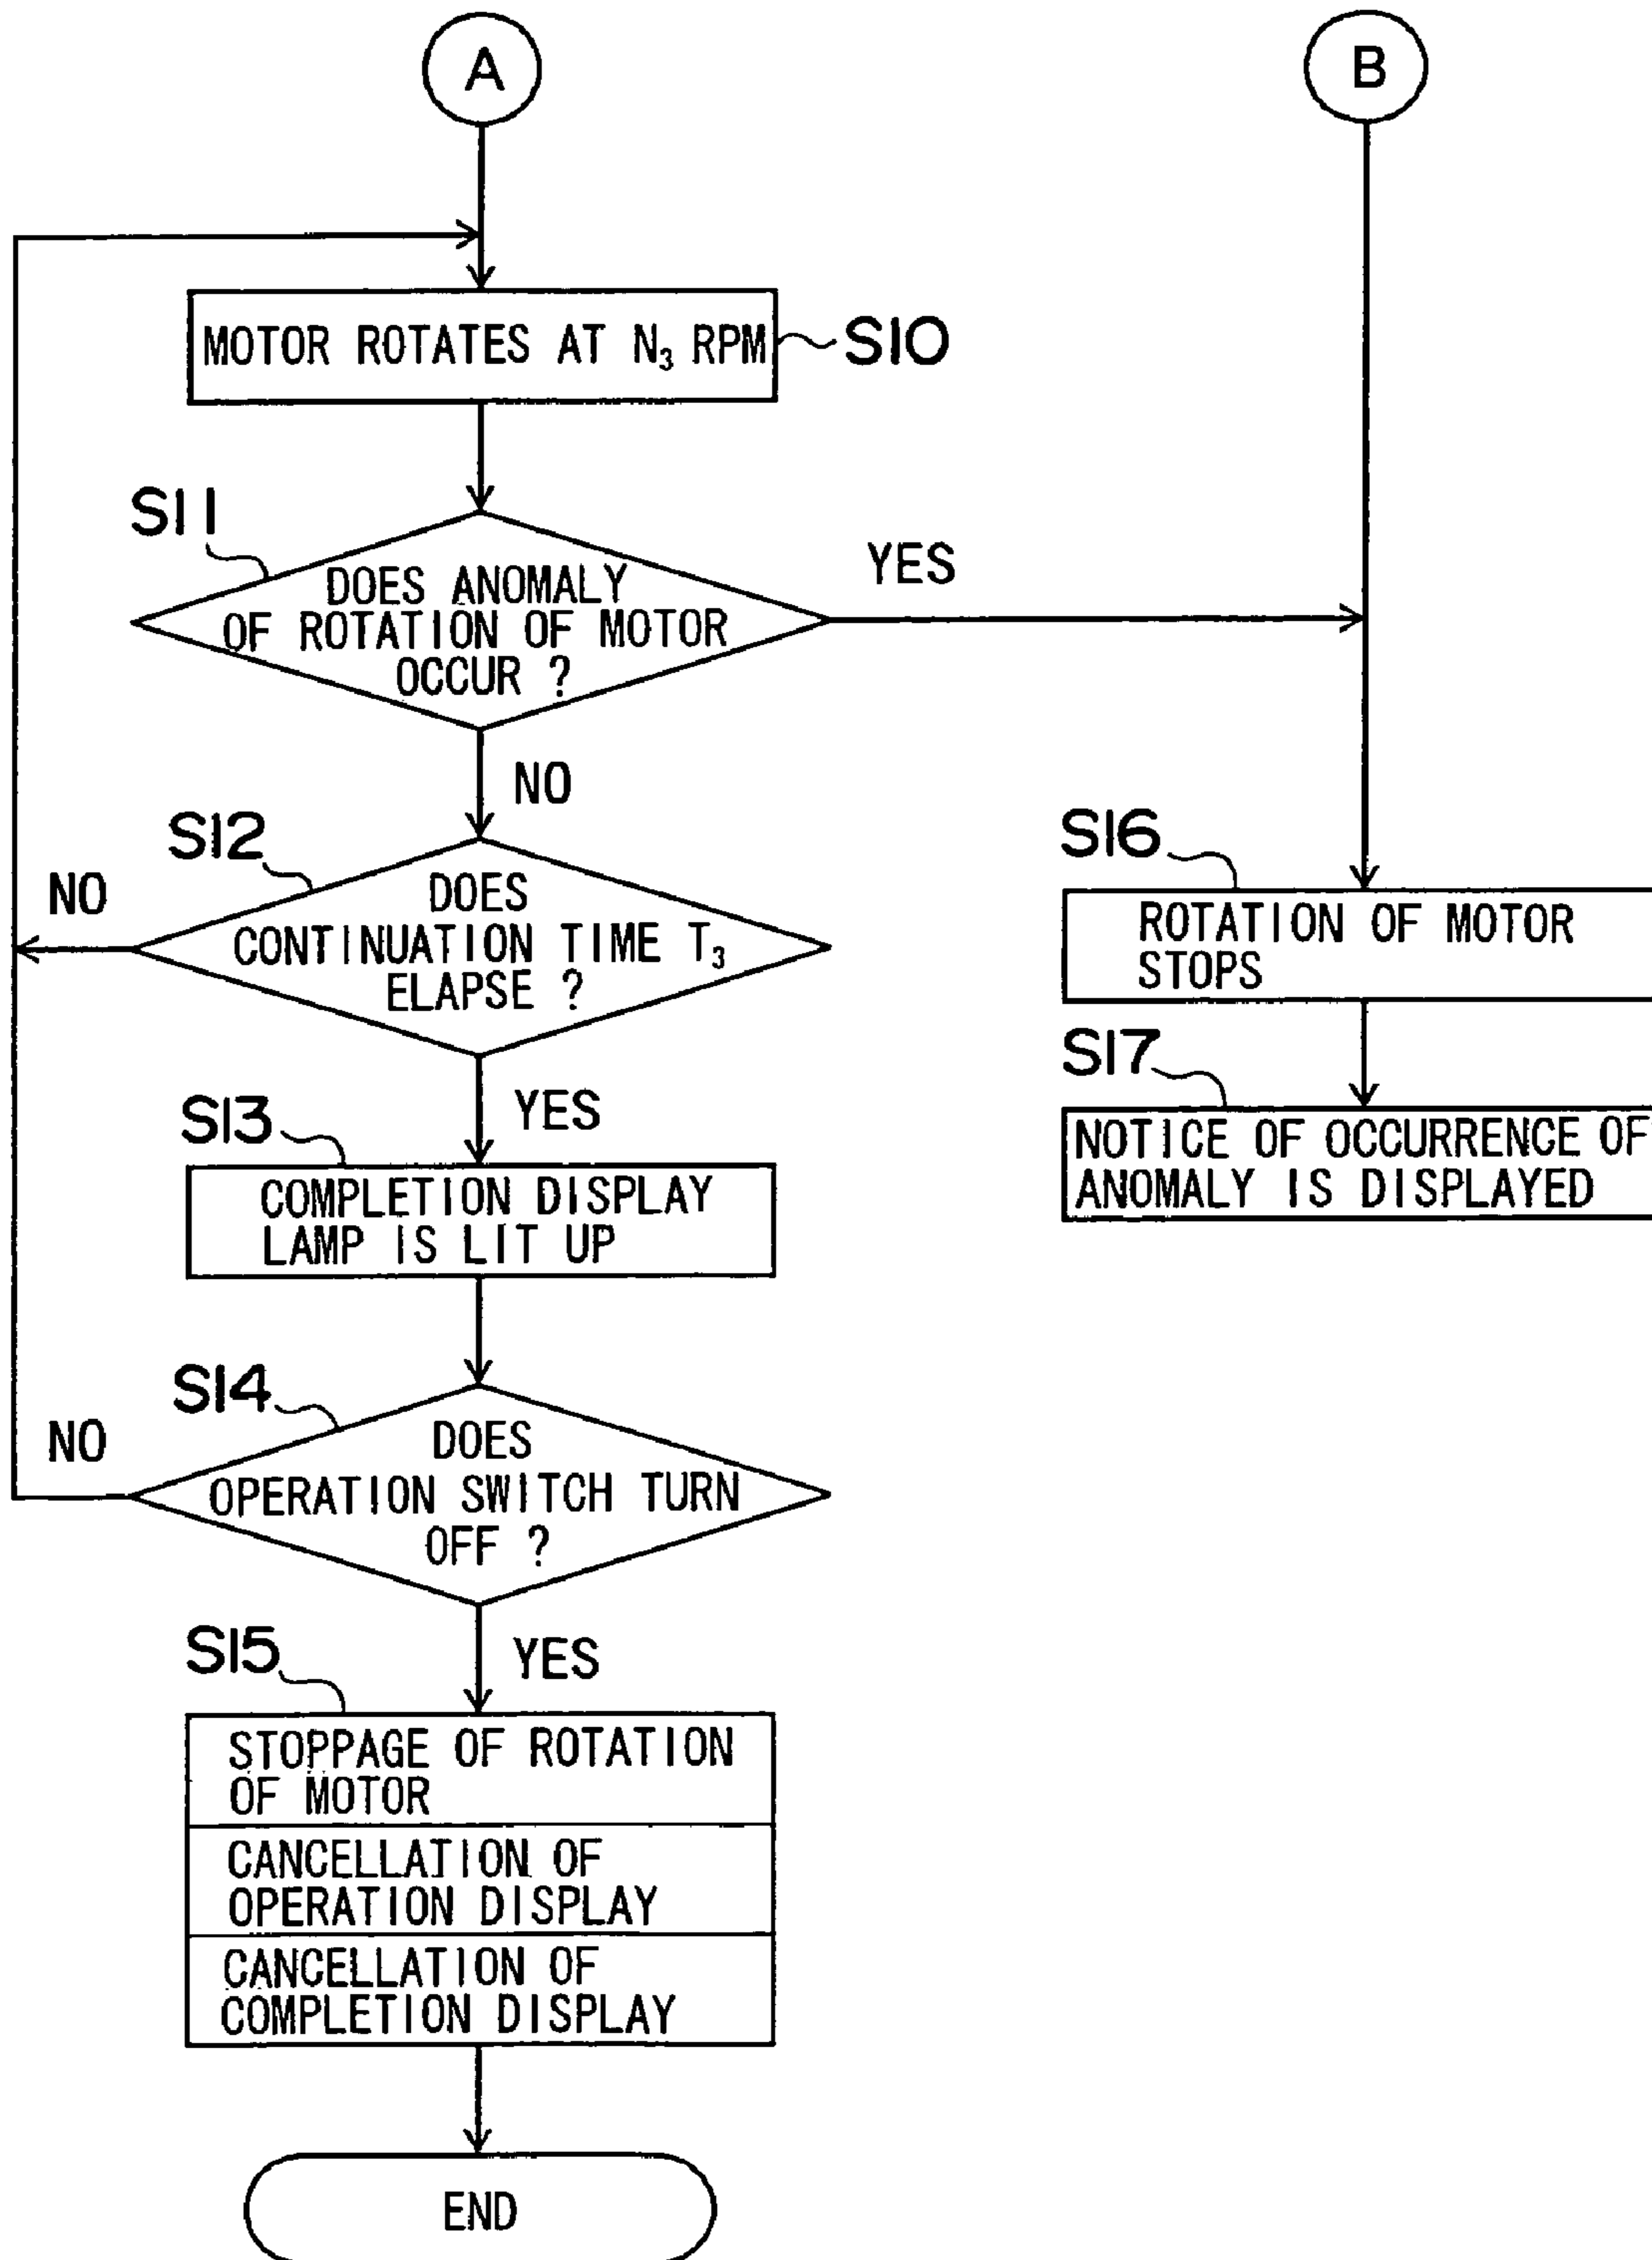 A
MOTOR ROTATES AT N₃ RPM
S10
S11
DOES ANOMALY
OF ROTATION OF MOTOR
OCCUR ?
YES
NO
S12
DOES
CONTINUATION TIME T₃
ELAPSE ?
NO
YES
S13
COMPLETION DISPLAY
LAMP IS LIT UP
S14
DOES
OPERATION SWITCH TURN
OFF ?
NO
YES
S15
STOPPAGE OF ROTATION
OF MOTOR
CANCELLATION OF
OPERATION DISPLAY
CANCELLATION OF
COMPLETION DISPLAY
END
B
S16
ROTATION OF MOTOR
STOPS
S17
NOTICE OF OCCURRENCE OF
ANOMALY IS DISPLAYED